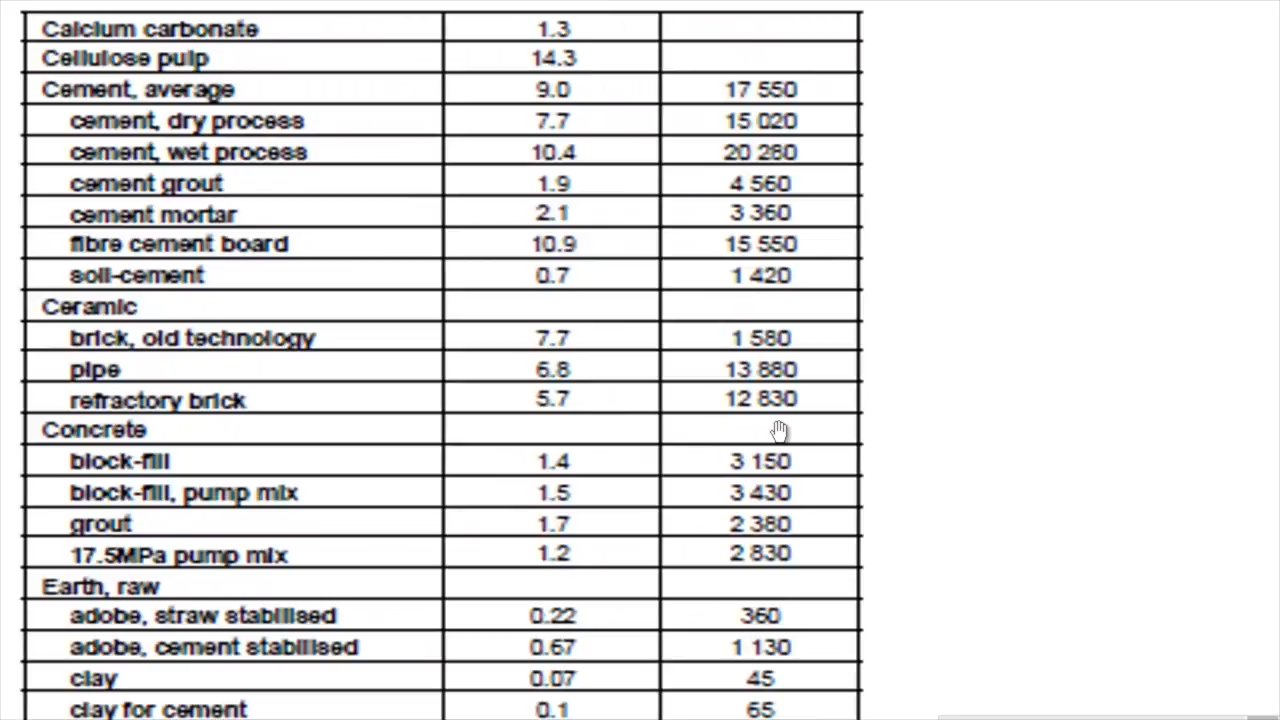 Calcium carbonate 1.3
Cellulose pulp 14.3
Cement, average 9.0 17 550
cement, dry process 7.7 15 020
cement, wet process 10.4 20 280
cement grout 1.9 4 560
cement mortar 2.1 3 360
fibre cement board 10.9 15 550
soil-cement 0.7 1 420
Ceramic
brick, old technology 7.7 1 580
pipe 6.8 13 880
refractory brick 5.7 12 830
Concrete
block-fill 1.4 3 150
block-fill, pump mix 1.5 3 430
grout 1.7 2 380
17.5MPa pump mix 1.2 2 830
Earth, raw
adobe, straw stabilised 0.22 360
adobe, cement stabilised 0.67 1 130
clay 0.07 45
clay for cement 0.1 65